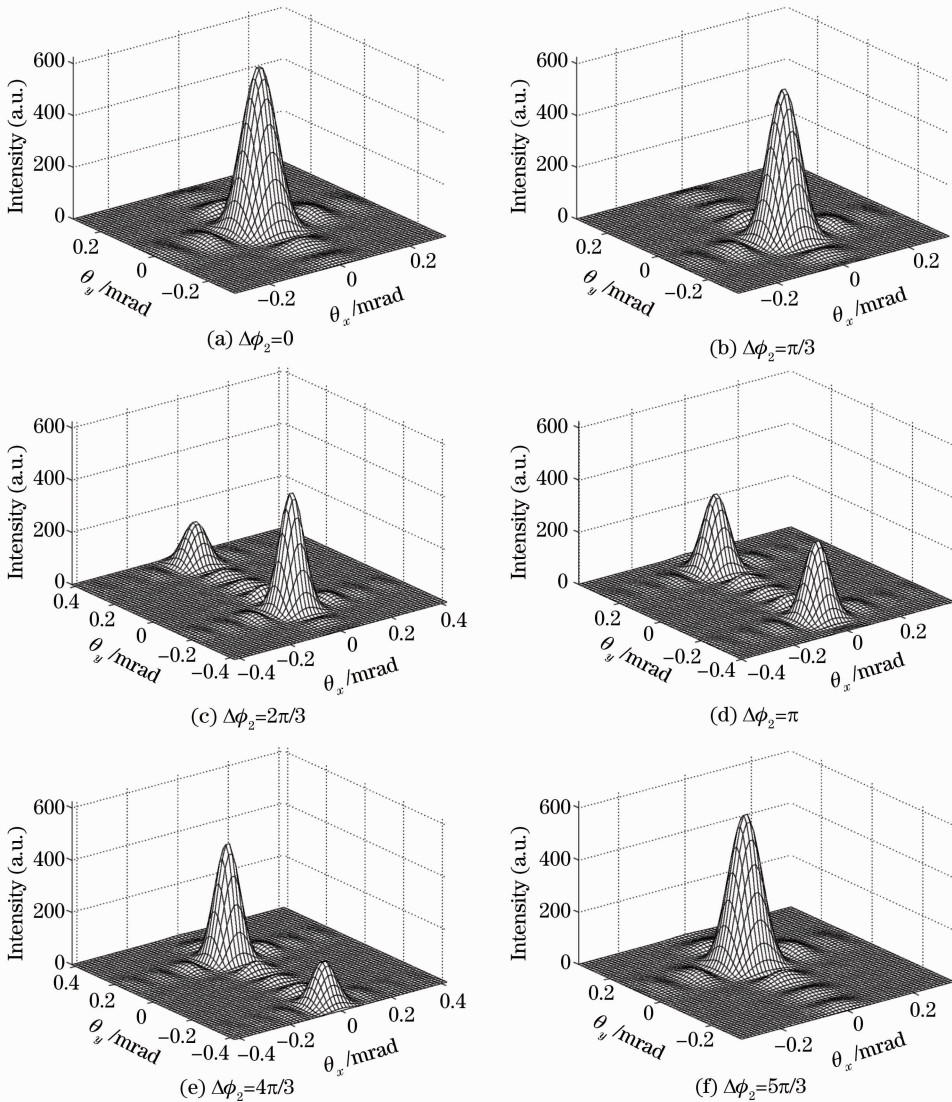 600
400
200
0
Intensity (a.u.)
0.2
0
−0.2
θy /mrad
−0.2
0
0.2
θx/mrad
(a) Δϕ2=0
600
400
200
0
Intensity (a.u.)
0.2
0
−0.2
θy /mrad
−0.2
0
0.2
θx/mrad
(b) Δϕ2=π/3
600
400
200
0
Intensity (a.u.)
0.4
0.2
0
−0.2
−0.4
θy /mrad
−0.4
−0.2
0
0.2
0.4
θx/mrad
(c) Δϕ2=2π/3
600
400
200
0
Intensity (a.u.)
0.2
0
−0.2
−0.4
θy /mrad
−0.4
−0.2
0
0.2
θx/mrad
(d) Δϕ2=π
600
400
200
0
Intensity (a.u.)
0.4
0.2
0
−0.2
−0.4
θy /mrad
−0.4
−0.2
0
0.2
0.4
θx/mrad
(e) Δϕ2=4π/3
600
400
200
0
Intensity (a.u.)
0.2
0
−0.2
θy /mrad
−0.2
0
0.2
θx/mrad
(f) Δϕ2=5π/3